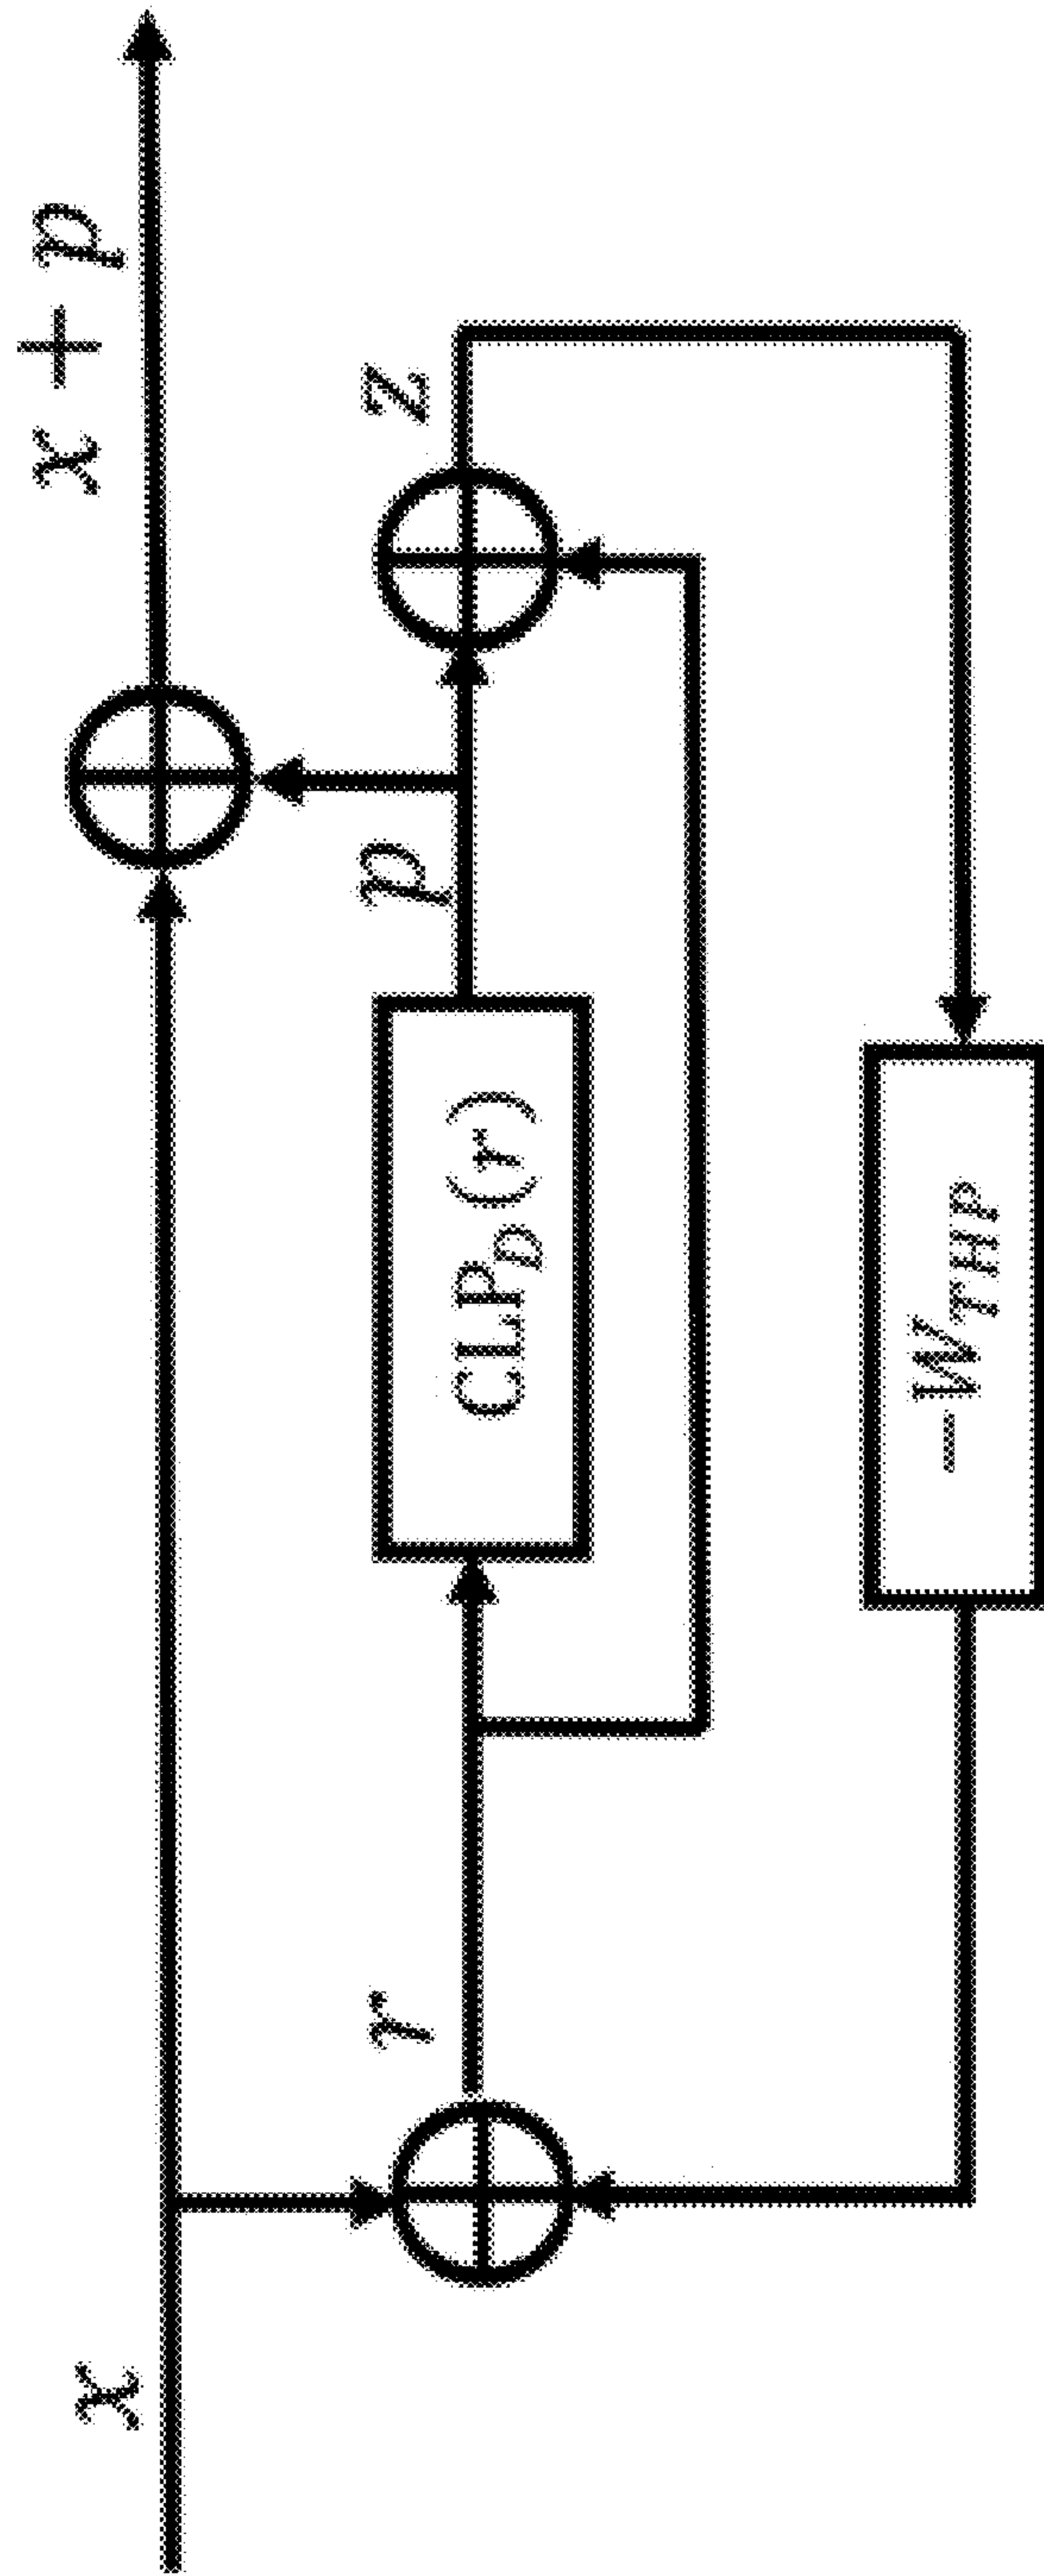 x
x + p
r
CLP_D(r)
p
z
−W_THP